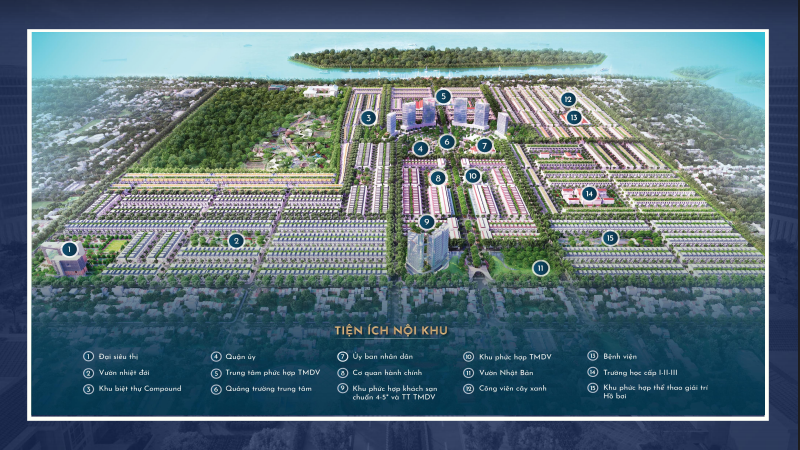 12
5
13
3
6
4
7
8
10
14
9
2
15
1
11
TIỆN ÍCH NỘI KHU
1 Đại siêu thị
2 Vườn nhiệt đới
3 Khu biệt thự Compound
4 Quận ủy
5 Trung tâm phức hợp TMDV
6 Quảng trường trung tâm
7 Ủy ban nhân dân
8 Cơ quan hành chính
9 Khu phức hợp khách sạn
chuẩn 4-5* và TT TMDV
10 Khu phức hợp TMDV
11 Vườn Nhật Bản
12 Công viên cây xanh
13 Bệnh viện
14 Trường học cấp I-II-III
15 Khu phức hợp thể thao giải trí
Hồ bơi